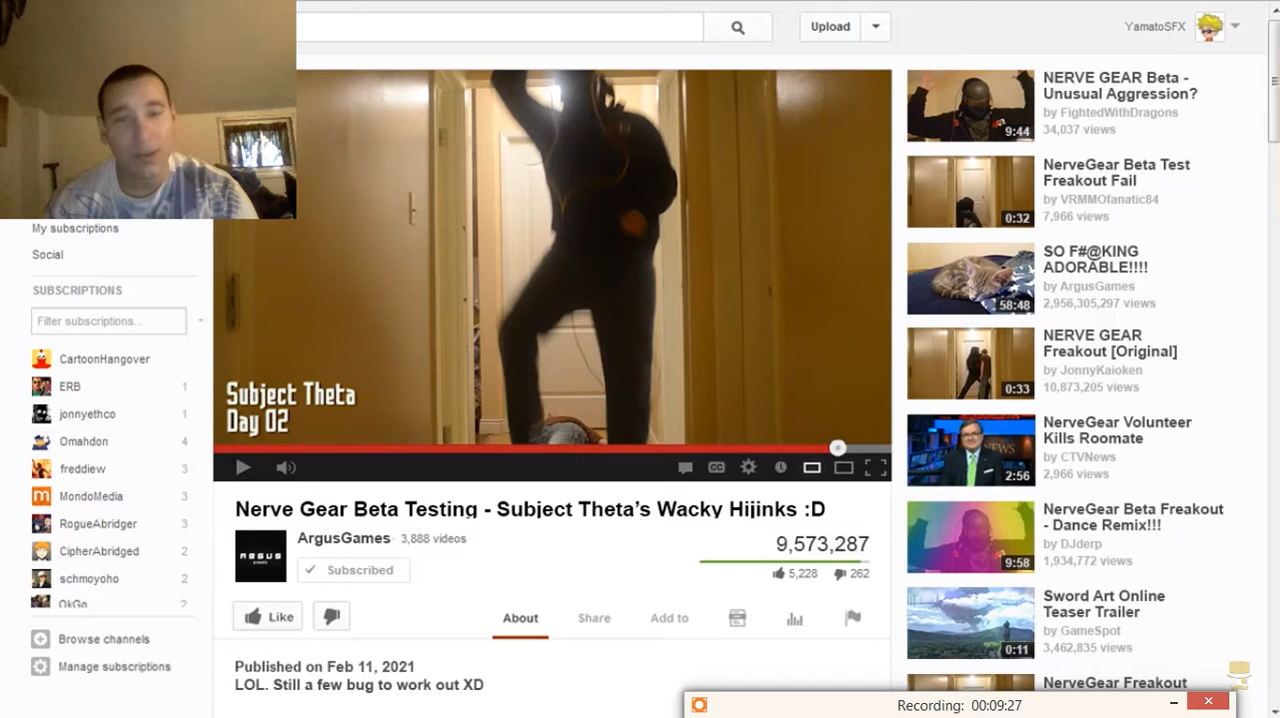 Upload
YamatoSFX
My subscriptions
Social
SUBSCRIPTIONS
Filter subscriptions...
CartoonHangover
ERB 1
jonnyethco 1
Omahdon 4
freddiew 3
MondoMedia 3
RogueAbridger 3
CipherAbridged 2
schmoyoho 2
OkGo 2
Browse channels
Manage subscriptions
Subject Theta
Day 02
Nerve Gear Beta Testing - Subject Theta's Wacky Hijinks :D
ARGUS
ArgusGames · 3,888 videos
Subscribed
9,573,287
5,228 262
Like
About Share Add to
Published on Feb 11, 2021
LOL. Still a few bug to work out XD
NERVE GEAR Beta -
Unusual Aggression?
by FightedWithDragons
34,037 views
9:44
NerveGear Beta Test
Freakout Fail
by VRMMOfanatic84
7,966 views
0:32
SO F#@KING
ADORABLE!!!!
by ArgusGames
2,956,305,297 views
58:48
NERVE GEAR
Freakout [Original]
by JonnyKaioken
10,873,205 views
0:33
NerveGear Volunteer
Kills Roomate
by CTVNews
2,966 views
NEWS
2:56
NerveGear Beta Freakout
- Dance Remix!!!
by DJderp
1,934,772 views
9:58
Sword Art Online
Teaser Trailer
by GameSpot
3,462,835 views
0:11
NerveGear Freakout
Recording: 00:09:27